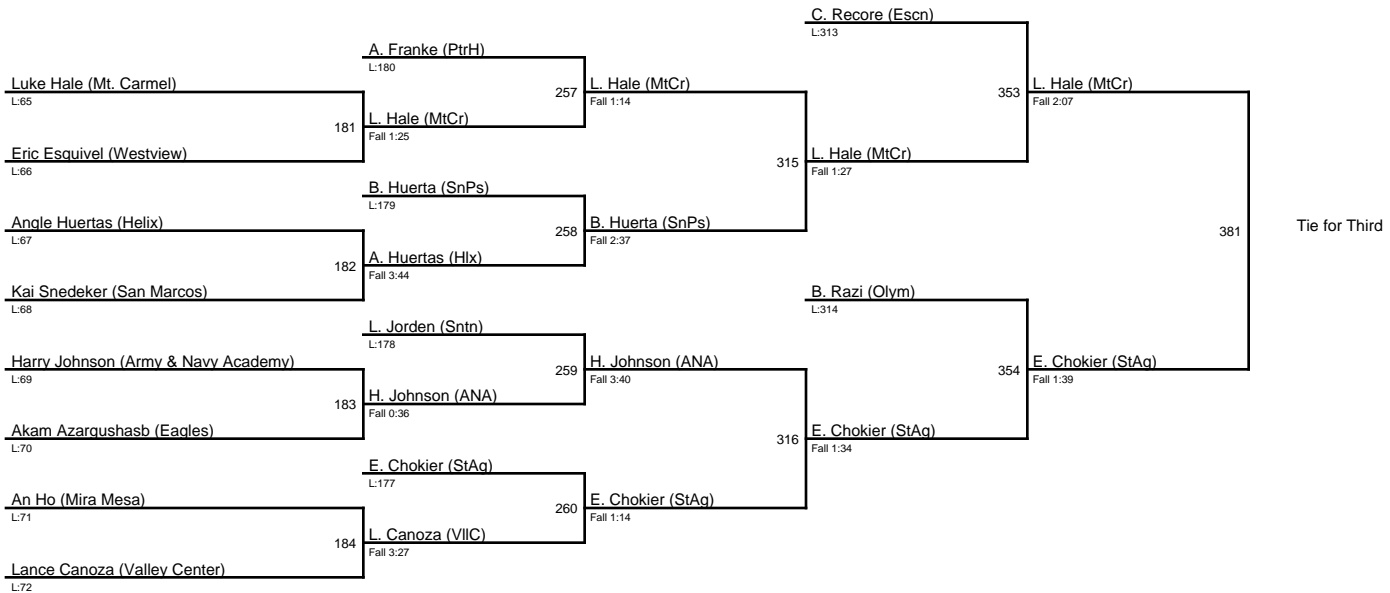 C. Recore (Escn)
L:313
A. Franke (PtrH)
L:180
Luke Hale (Mt. Carmel)
L:65
257
L. Hale (MtCr)
Fall 1:14
353
L. Hale (MtCr)
Fall 2:07
181
L. Hale (MtCr)
Fall 1:25
Eric Esquivel (Westview)
L:66
315
L. Hale (MtCr)
Fall 1:27
B. Huerta (SnPs)
L:179
Angle Huertas (Helix)
L:67
258
B. Huerta (SnPs)
Fall 2:37
381
Tie for Third
182
A. Huertas (Hlx)
Fall 3:44
Kai Snedeker (San Marcos)
L:68
B. Razi (Olym)
L:314
L. Jorden (Sntn)
L:178
Harry Johnson (Army & Navy Academy)
L:69
259
H. Johnson (ANA)
Fall 3:40
354
E. Chokier (StAg)
Fall 1:39
183
H. Johnson (ANA)
Fall 0:36
Akam Azargushasb (Eagles)
L:70
316
E. Chokier (StAg)
Fall 1:34
E. Chokier (StAg)
L:177
An Ho (Mira Mesa)
L:71
260
E. Chokier (StAg)
Fall 1:14
184
L. Canoza (VllC)
Fall 3:27
Lance Canoza (Valley Center)
L:72